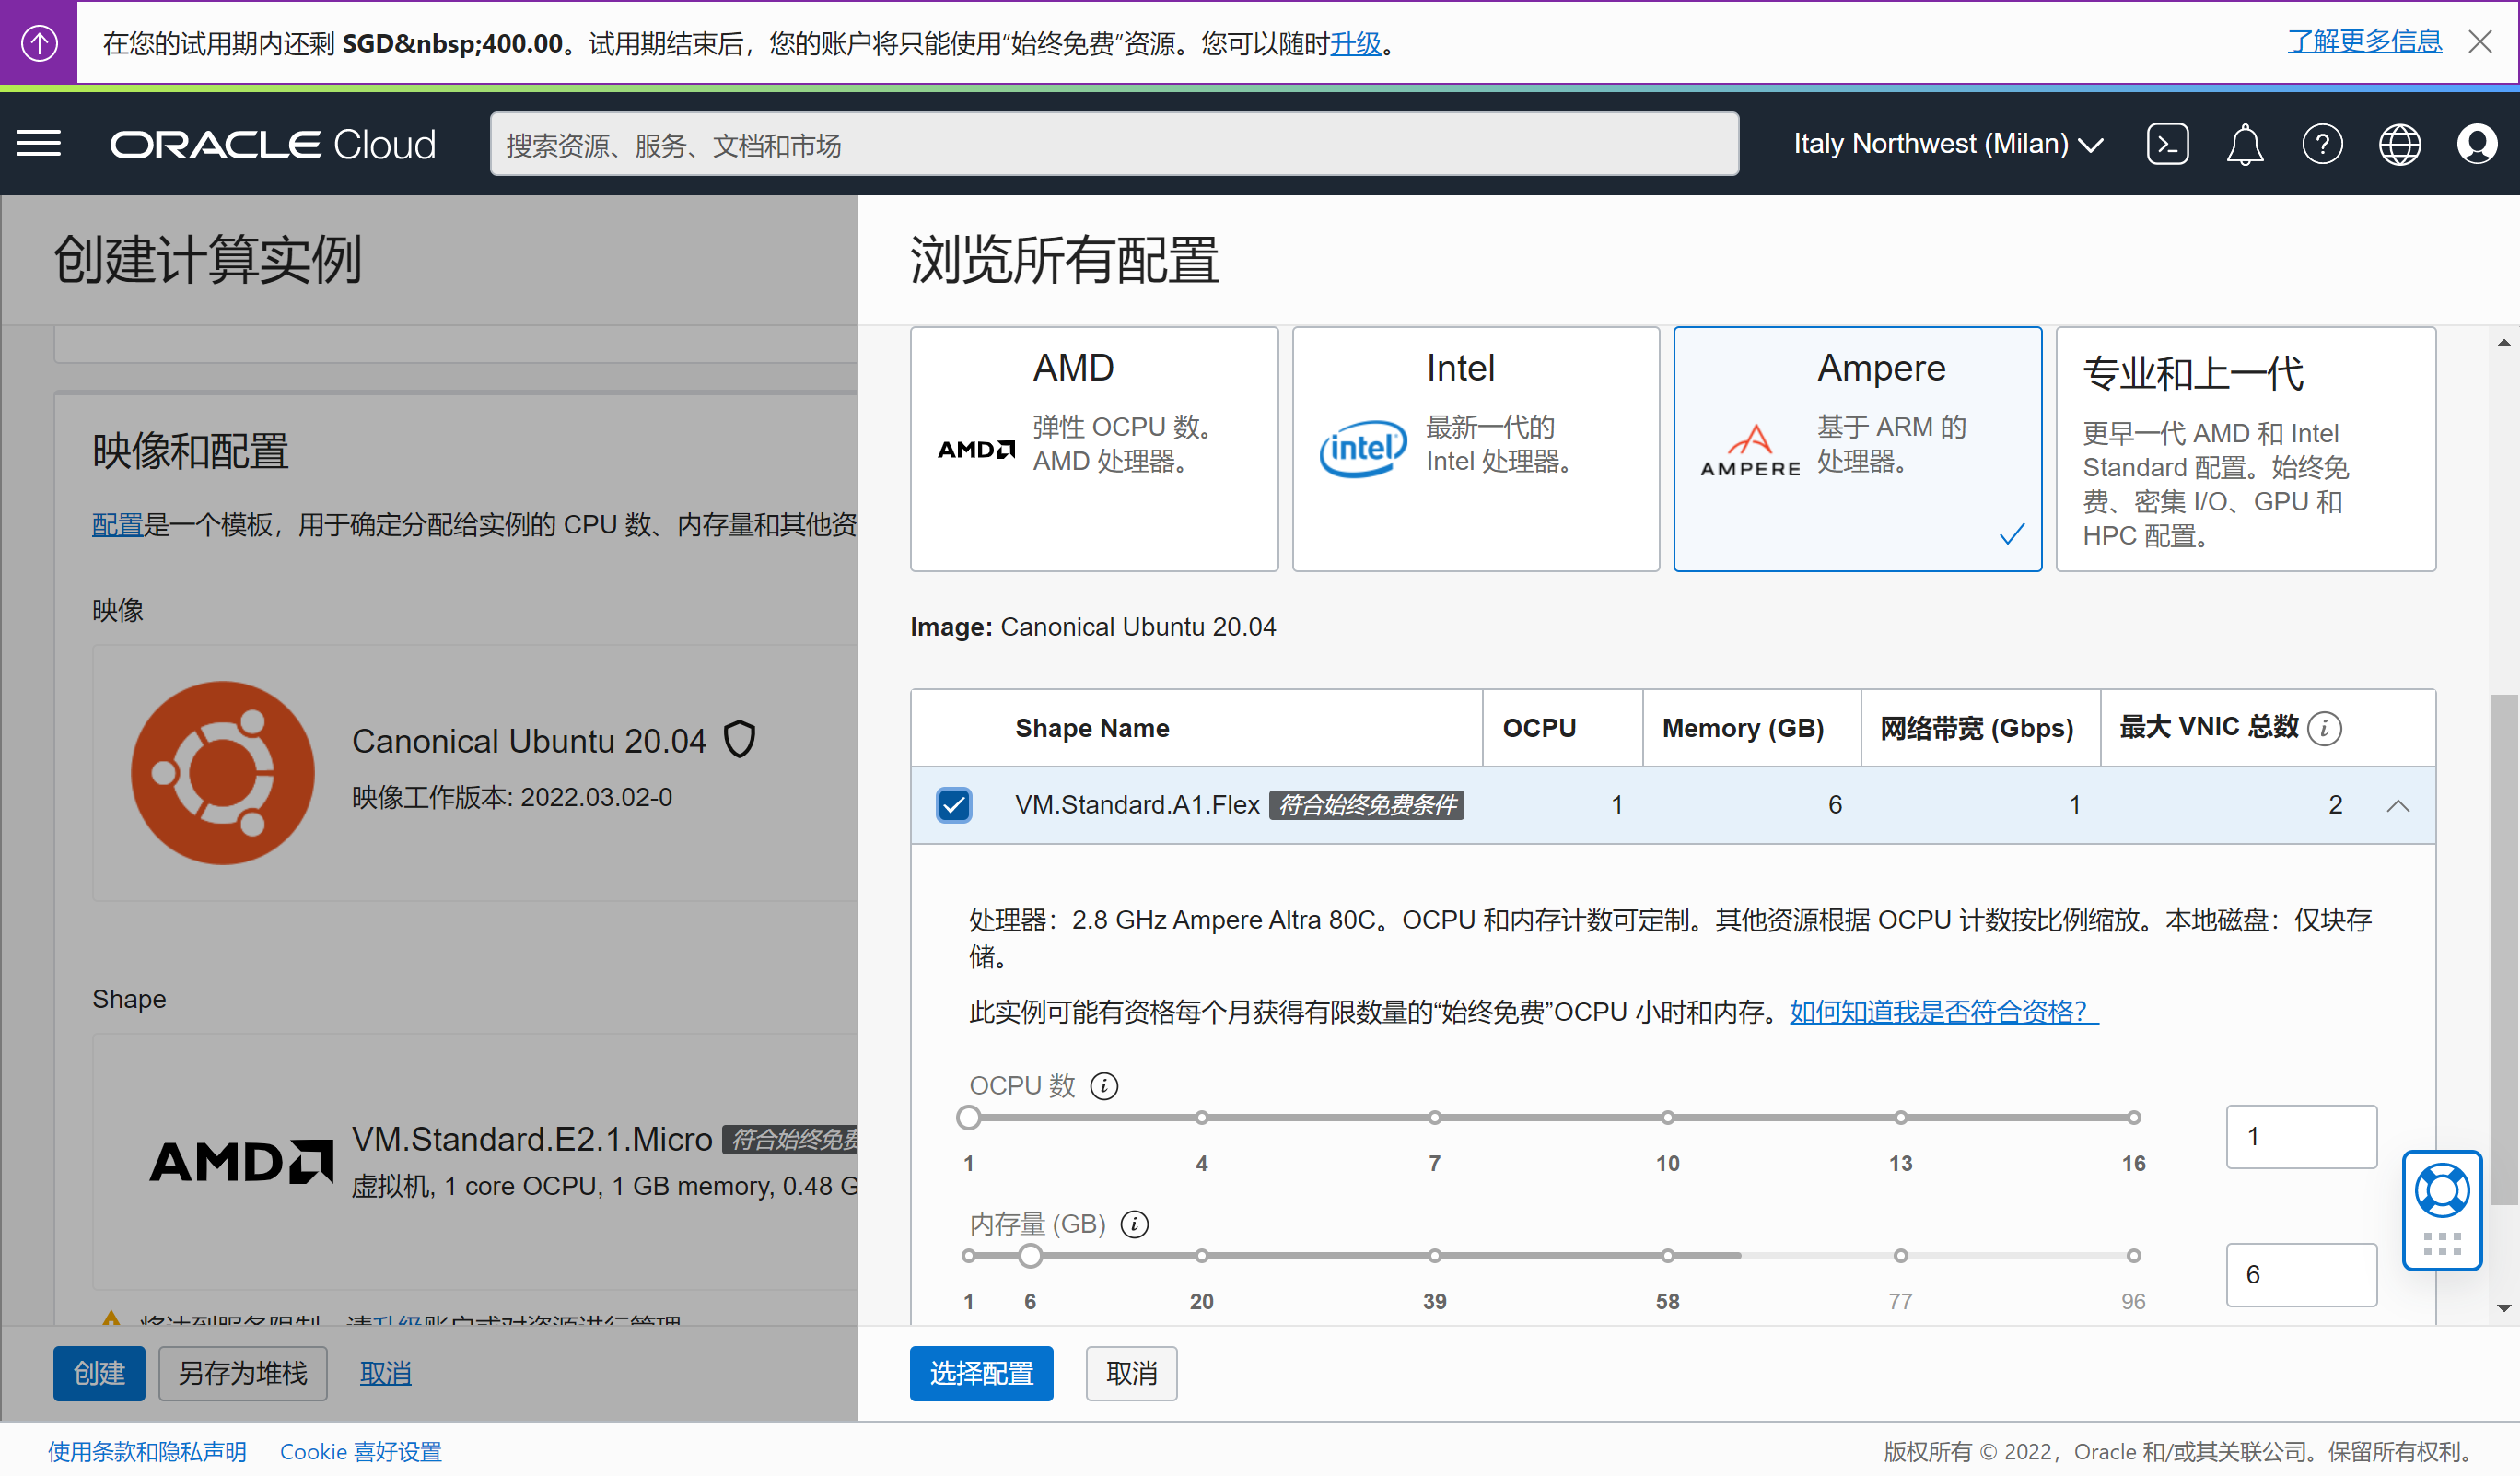 在您的试用期内还剩 SGD&nbsp;400.00。试用期结束后，您的账户将只能使用“始终免费”资源。您可以随时升级。
了解更多信息
ORACLE Cloud
搜索资源、服务、文档和市场
Italy Northwest (Milan)
创建计算实例
映像和配置
配置是一个模板，用于确定分配给实例的 CPU 数、内存量和其他资
映像
Canonical Ubuntu 20.04
映像工作版本: 2022.03.02-0
Shape
AMD
VM.Standard.E2.1.Micro 符合始终免费
虚拟机, 1 core OCPU, 1 GB memory, 0.48 G
将达到服务限制。请升级账户或对资源进行管理
创建
另存为堆栈
取消
浏览所有配置
AMD
AMD
弹性 OCPU 数。
AMD 处理器。
Intel
intel
最新一代的
Intel 处理器。
Ampere
AMPERE
基于 ARM 的
处理器。
专业和上一代
更早一代 AMD 和 Intel
Standard 配置。始终免
费、密集 I/O、GPU 和
HPC 配置。
Image: Canonical Ubuntu 20.04
Shape Name OCPU Memory (GB) 网络带宽 (Gbps) 最大 VNIC 总数
VM.Standard.A1.Flex 符合始终免费条件 1 6 1 2
处理器：2.8 GHz Ampere Altra 80C。OCPU 和内存计数可定制。其他资源根据 OCPU 计数按比例缩放。本地磁盘：仅块存
储。
此实例可能有资格每个月获得有限数量的“始终免费”OCPU 小时和内存。如何知道我是否符合资格？
OCPU 数
1 4 7 10 13 16
1
内存量 (GB)
1 6 20 39 58 77 96
6
选择配置
取消
使用条款和隐私声明
Cookie 喜好设置
版权所有 © 2022，Oracle 和/或其关联公司。保留所有权利。